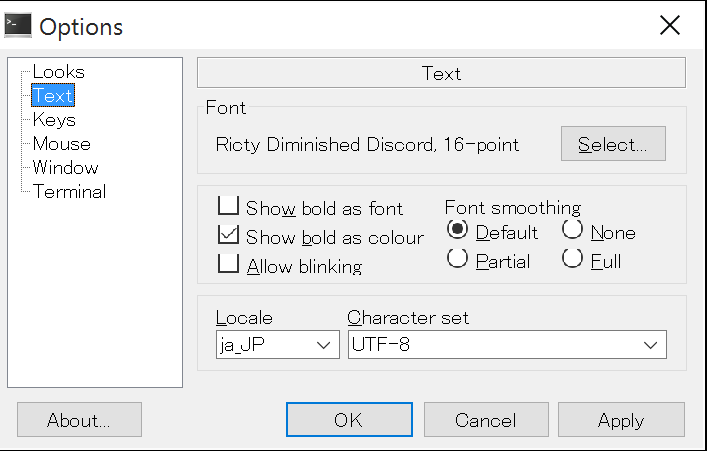 Options
Looks
Text
Keys
Mouse
Window
Terminal
Text
Font
Ricty Diminished Discord, 16-point
Select...
Show bold as font
Show bold as colour
Allow blinking
Font smoothing
Default
None
Partial
Full
Locale
Character set
ja_JP
UTF-8
About...
OK
Cancel
Apply